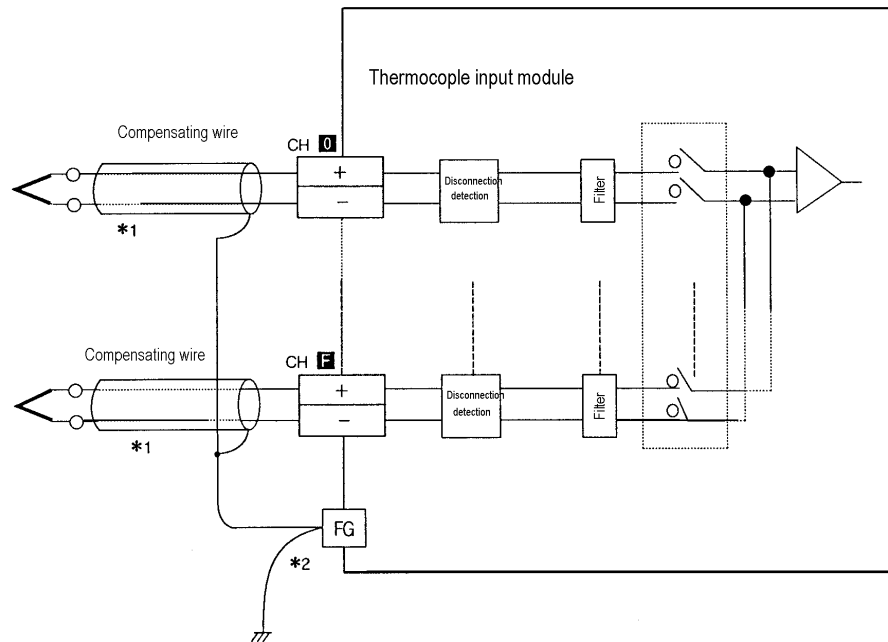 Thermocople input module
Compensating wire
CH 0
+
−
Disconnection
detection
Filter
*1
Compensating wire
CH F
+
−
Disconnection
detection
Filter
*1
FG
*2